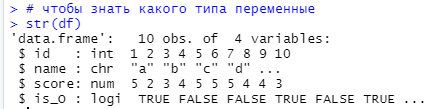 > # чтобы знать какого типа переменные
> str(df)
'data.frame':   10 obs. of  4 variables:
 $ id   : int  1 2 3 4 5 6 7 8 9 10
 $ name : chr  "a" "b" "c" "d" ...
 $ score: num  5 2 3 4 5 5 5 4 4 3
 $ is_o : logi  TRUE FALSE FALSE TRUE FALSE TRUE ...